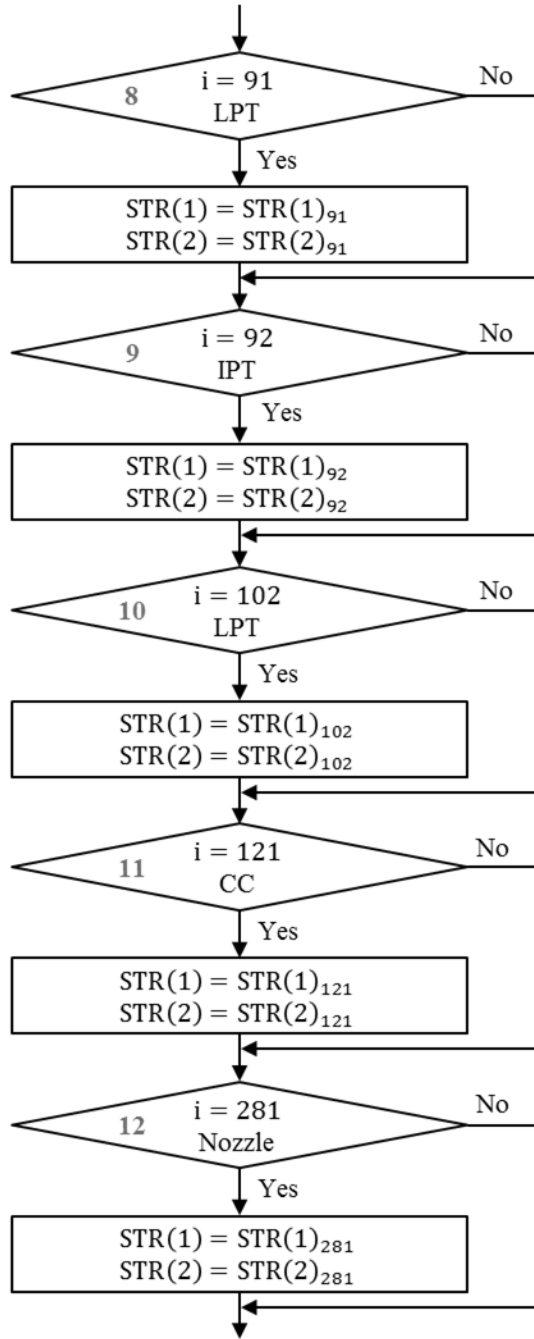 8
i = 91
LPT
No
Yes
STR(1) = STR(1)₉₁
STR(2) = STR(2)₉₁
9
i = 92
IPT
No
Yes
STR(1) = STR(1)₉₂
STR(2) = STR(2)₉₂
10
i = 102
LPT
No
Yes
STR(1) = STR(1)₁₀₂
STR(2) = STR(2)₁₀₂
11
i = 121
CC
No
Yes
STR(1) = STR(1)₁₂₁
STR(2) = STR(2)₁₂₁
12
i = 281
Nozzle
No
Yes
STR(1) = STR(1)₂₈₁
STR(2) = STR(2)₂₈₁